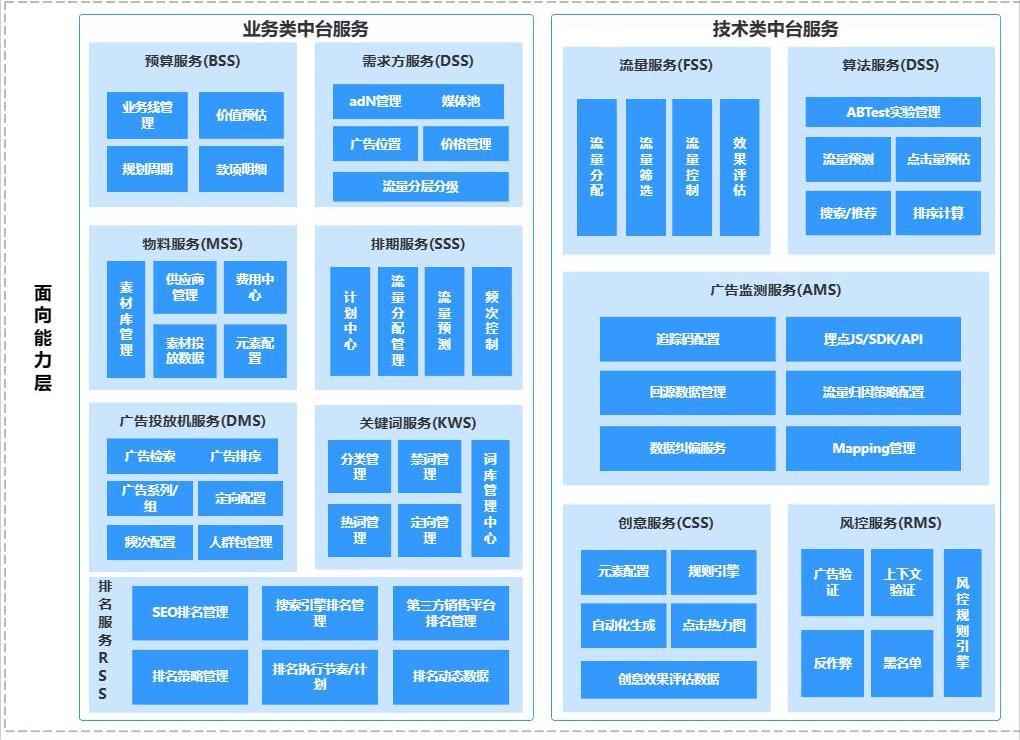 面
向
能
力
层
业务类中台服务
预算服务(BSS)
业务线管
理
价值预估
规划周期
款项明细
需求方服务(DSS)
adN管理
媒体池
广告位置
价格管理
流量分层分级
物料服务(MSS)
素
材
库
管
理
供应商
管理
费用中
心
素材投
放数据
元素配
置
排期服务(SSS)
计
划
中
心
流
量
分
配
管
理
流
量
预
测
频
次
控
制
广告投放机服务(DMS)
广告检索
广告排序
广告系列/
组
定向配置
频次配置
人群包管理
关键词服务(KWS)
分类管
理
禁词管
理
热词管
理
定向管
理
词
库
管
理
中
心
排
名
服
务
R
S
S
SEO排名管理
搜索引擎排名管
理
第三方销售平台
排名管理
排名策略管理
排名执行节奏/计
划
排名动态数据
技术类中台服务
流量服务(FSS)
流
量
分
配
流
量
筛
选
流
量
控
制
效
果
评
估
算法服务(DSS)
ABTest实验管理
流量预测
点击量预估
搜索/推荐
排序计算
广告监测服务(AMS)
追踪码配置
埋点JS/SDK/API
回源数据管理
流量归因策略配置
数据纠偏服务
Mapping管理
创意服务(CSS)
元素配置
规则引擎
自动化生成
点击热力图
创意效果评估数据
风控服务(RMS)
广告验
证
上下文
验证
反作弊
黑名单
风
控
规
则
引
擎